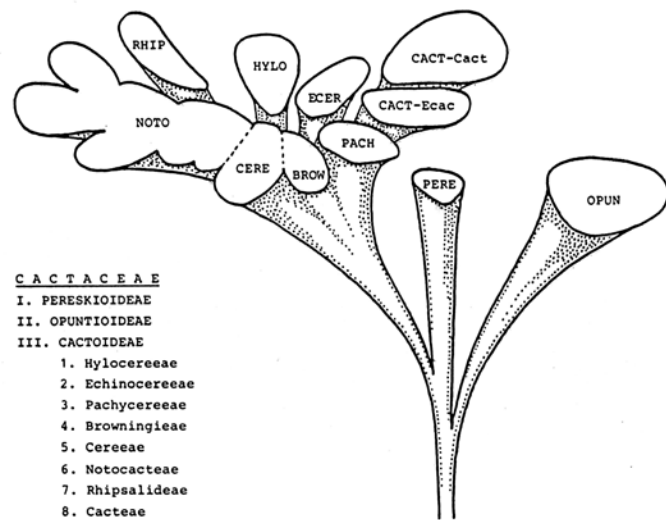 RHIP
HYLO
CACT-Cact
ECER
CACT-Ecac
NOTO
PACH
CERE
BROW
PERE
OPUN
C A C T A C E A E
I. PERESKIOIDEAE
II. OPUNTIOIDEAE
III. CACTOIDEAE
1. Hylocereeae
2. Echinocereeae
3. Pachycereeae
4. Browningieae
5. Cereeae
6. Notocacteae
7. Rhipsalideae
8. Cacteae